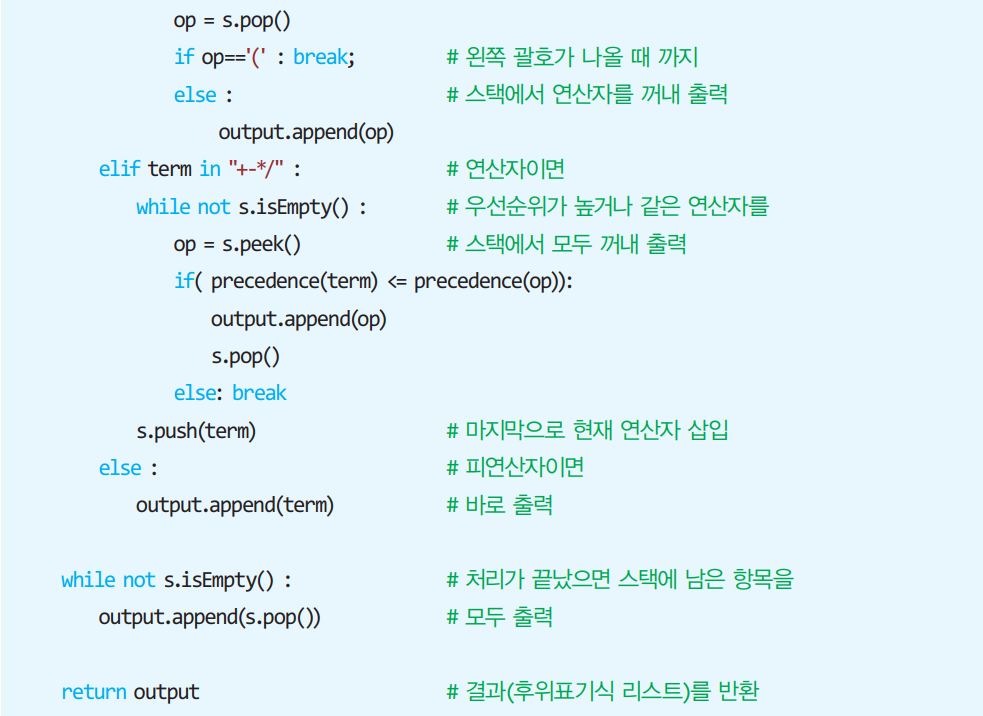 op = s.pop()
if op=='(' : break; # 왼쪽 괄호가 나올 때 까지
else : # 스택에서 연산자를 꺼내 출력
output.append(op)
elif term in "+-*/" : # 연산자이면
while not s.isEmpty() : # 우선순위가 높거나 같은 연산자를
op = s.peek() # 스택에서 모두 꺼내 출력
if( precedence(term) <= precedence(op)):
output.append(op)
s.pop()
else: break
s.push(term) # 마지막으로 현재 연산자 삽입
else : # 피연산자이면
output.append(term) # 바로 출력
while not s.isEmpty() : # 처리가 끝났으면 스택에 남은 항목을
output.append(s.pop()) # 모두 출력
return output # 결과(후위표기식 리스트)를 반환